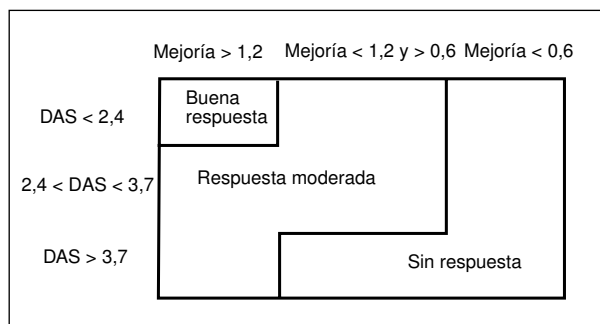 Mejoría > 1,2 Mejoría < 1,2 y > 0,6 Mejoría < 0,6
DAS < 2,4
Buena
respuesta
2,4 < DAS < 3,7
Respuesta moderada
DAS > 3,7
Sin respuesta